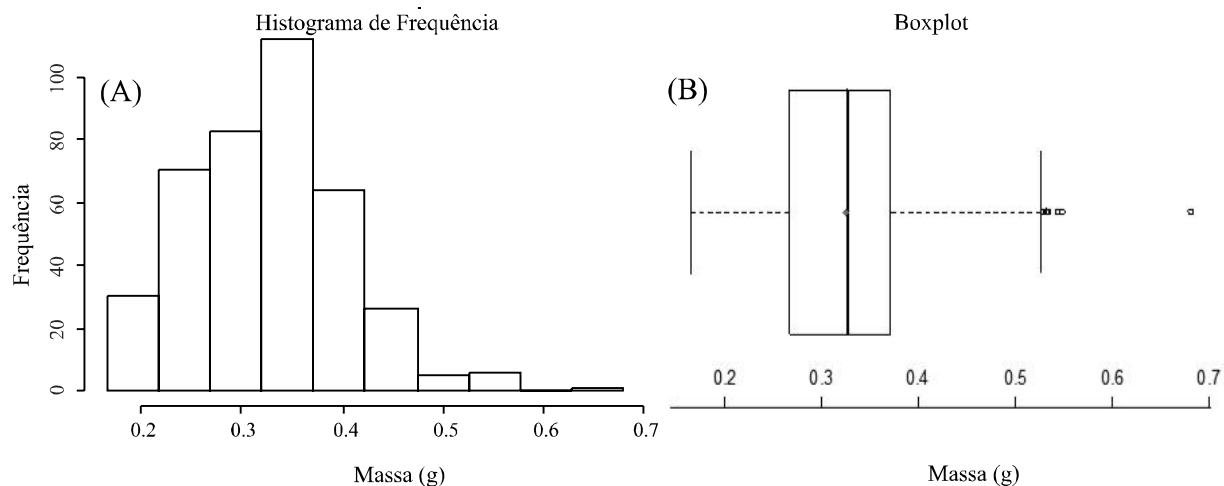 Histograma de Frequência
(A)
Frequência
0
20
40
60
80
100
0.2 0.3 0.4 0.5 0.6 0.7
Massa (g)
Boxplot
(B)
0.2 0.3 0.4 0.5 0.6 0.7
Massa (g)